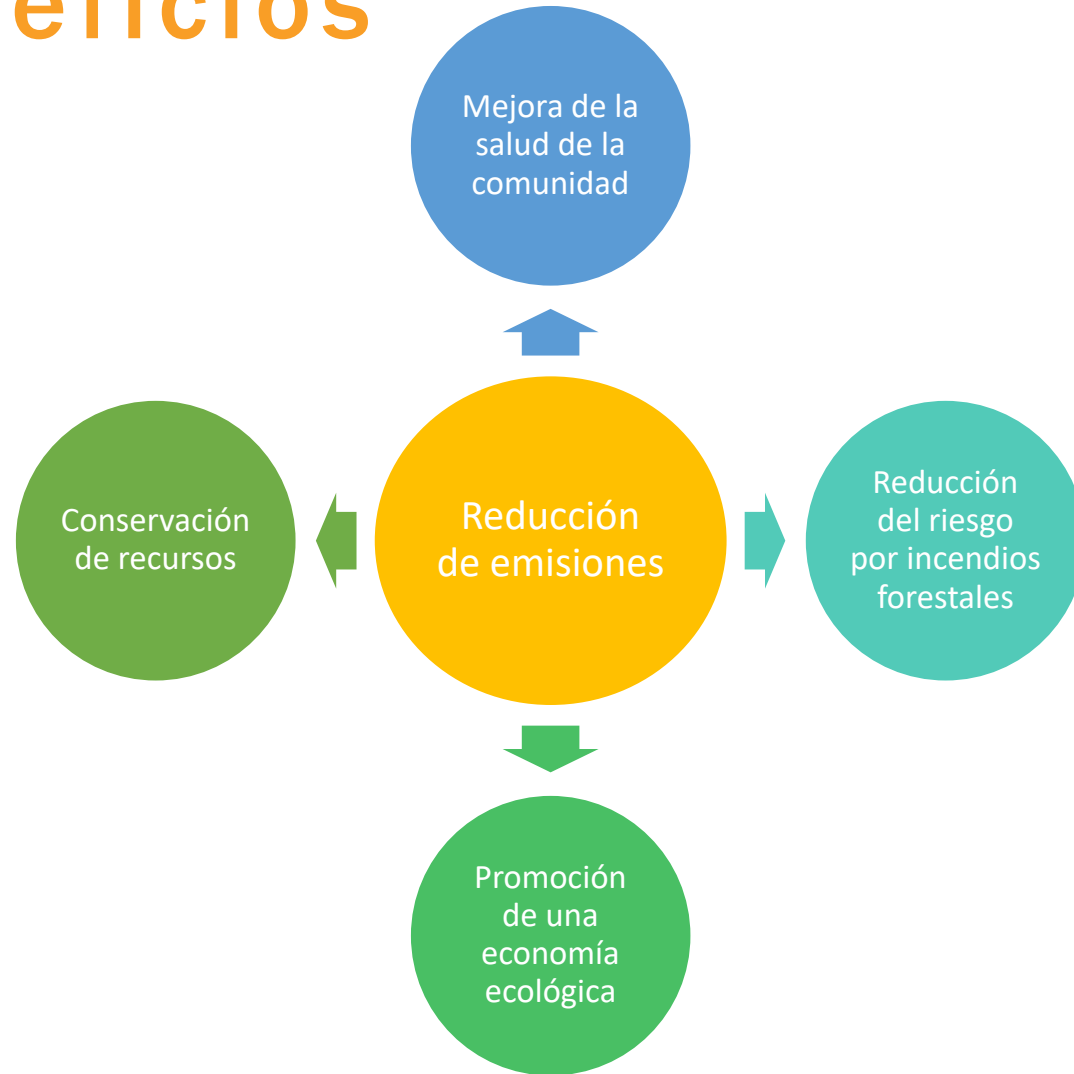 eficios
Mejora de la
salud de la
comunidad
Conservación
de recursos
Reducción
de emisiones
Reducción
del riesgo
por incendios
forestales
Promoción
de una
economía
ecológica